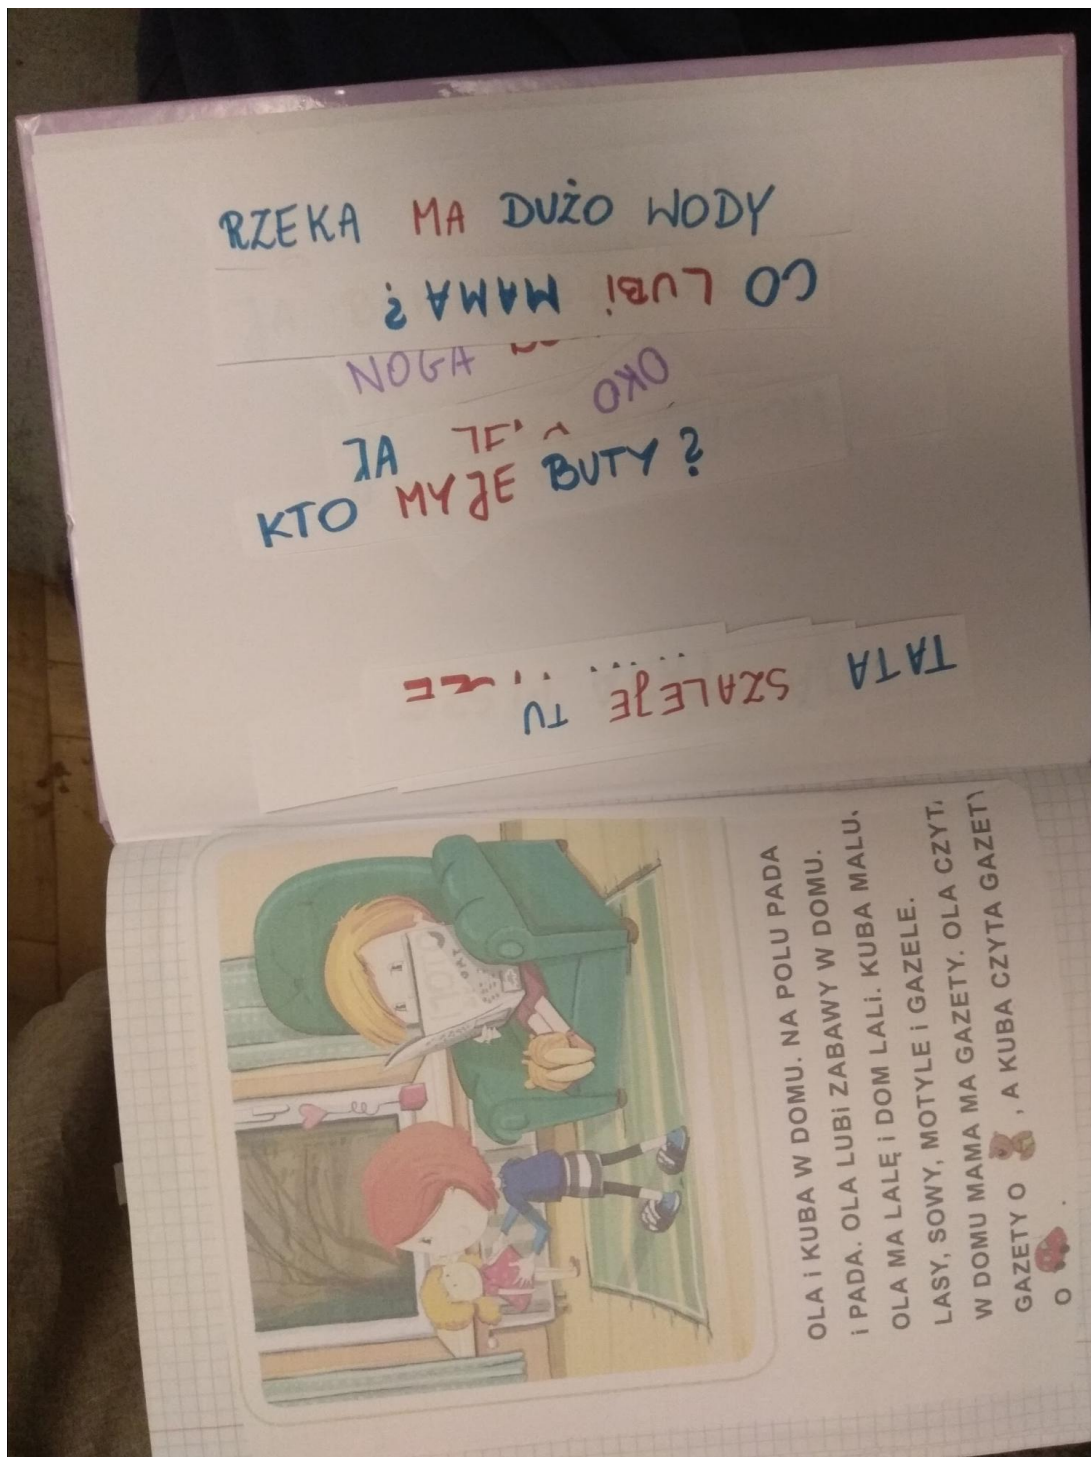 RZEKA MA DUŻO WODY
CO LUBi MAMA?
NOGA
OKO
JA
KTO MYJE BUTY?
TATA SZALEJE TU
OLA i KUBA W DOMU. NA POLU PADA
i PADA. OLA LUBi ZABAWY W DOMU.
OLA MA LALĘ i DOM LALi. KUBA MALU
LASY, SOWY, MOTYLE i GAZELE.
W DOMU MAMA MA GAZETY. OLA CZYT
GAZETY O , A KUBA CZYTA GAZETY
O .